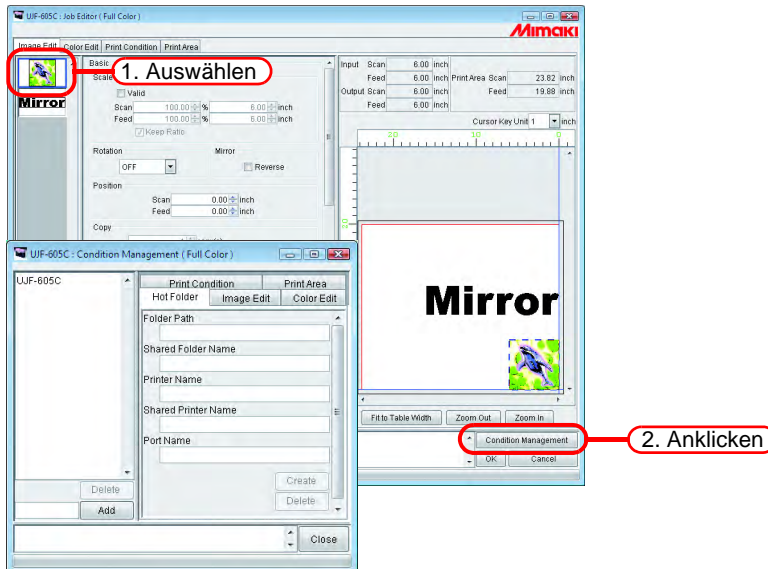 UJF-605C : Job Editor ( Full Color )
Mimaki
Image Edit Color Edit Print Condition Print Area
1. Auswählen
Mirror
Basic
Scale
Valid
Scan 100.00 % 6.00 inch
Feed 100.00 % 6.00 inch
Keep Ratio
Rotation Mirror
OFF Reverse
Position
Scan 0.00 inch
Feed 0.00 inch
Copy
Input Scan 6.00 inch
Feed 6.00 inch Print Area Scan 23.82 inch
Output Scan 6.00 inch Feed 19.88 inch
Feed 6.00 inch
Cursor Key Unit 1 inch
20 10 0
20
Mirror
Fit to Table Width Zoom Out Zoom In
Condition Management
2. Anklicken
OK Cancel
UJF-605C : Condition Management ( Full Color )
UJF-605C
Print Condition Print Area
Hot Folder Image Edit Color Edit
Folder Path
Shared Folder Name
Printer Name
Shared Printer Name
Port Name
Create
Delete
Delete
Add
Close